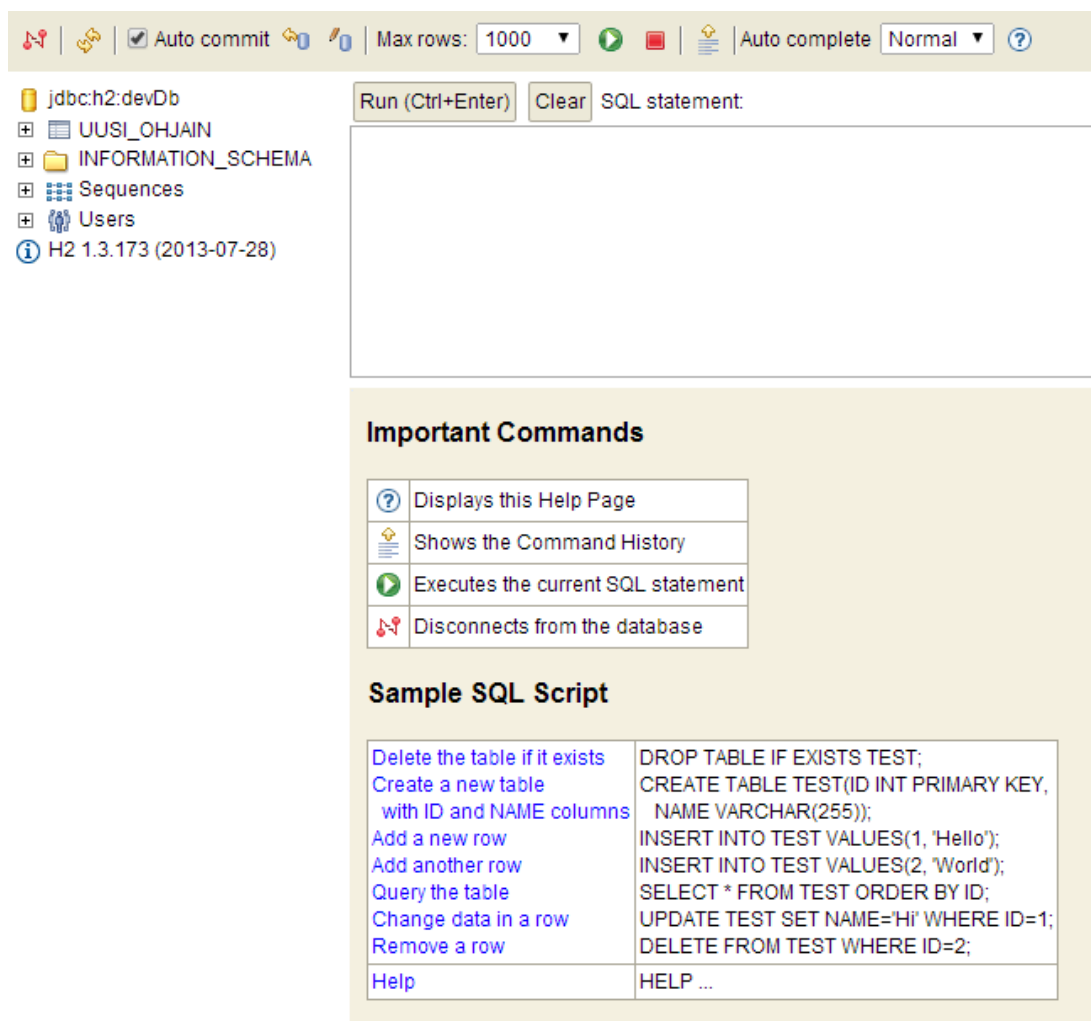 Auto commit Max rows: 1000 Auto complete Normal
jdbc:h2:devDb
UUSI_OHJAIN
INFORMATION_SCHEMA
Sequences
Users
H2 1.3.173 (2013-07-28)
Run (Ctrl+Enter) Clear SQL statement:
Important Commands
Displays this Help Page
Shows the Command History
Executes the current SQL statement
Disconnects from the database
Sample SQL Script
Delete the table if it exists DROP TABLE IF EXISTS TEST;
Create a new table CREATE TABLE TEST(ID INT PRIMARY KEY,
with ID and NAME columns NAME VARCHAR(255));
Add a new row INSERT INTO TEST VALUES(1, 'Hello');
Add another row INSERT INTO TEST VALUES(2, 'World');
Query the table SELECT * FROM TEST ORDER BY ID;
Change data in a row UPDATE TEST SET NAME='Hi' WHERE ID=1;
Remove a row DELETE FROM TEST WHERE ID=2;
Help HELP ...